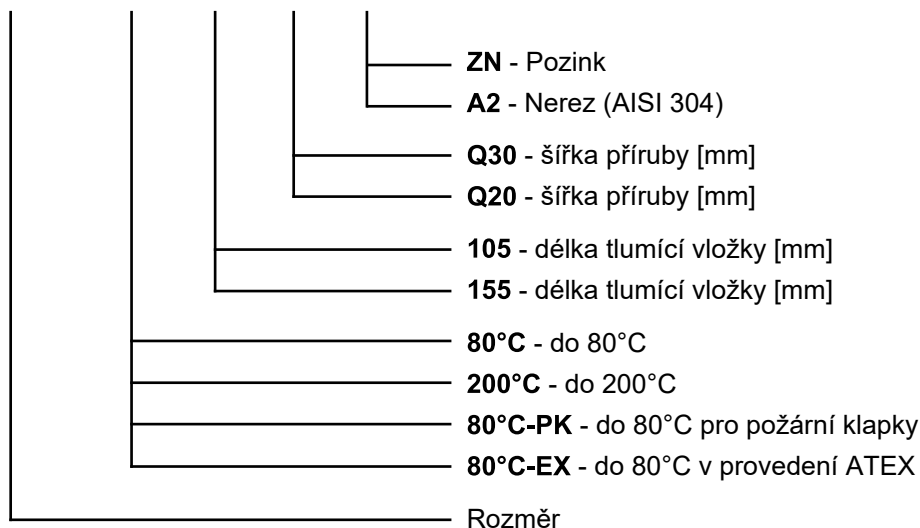 ZN - Pozink
A2 - Nerez (AISI 304)
Q30 - šířka příruby [mm]
Q20 - šířka příruby [mm]
105 - délka tlumící vložky [mm]
155 - délka tlumící vložky [mm]
80°C - do 80°C
200°C - do 200°C
80°C-PK - do 80°C pro požární klapky
80°C-EX - do 80°C v provedení ATEX
Rozměr